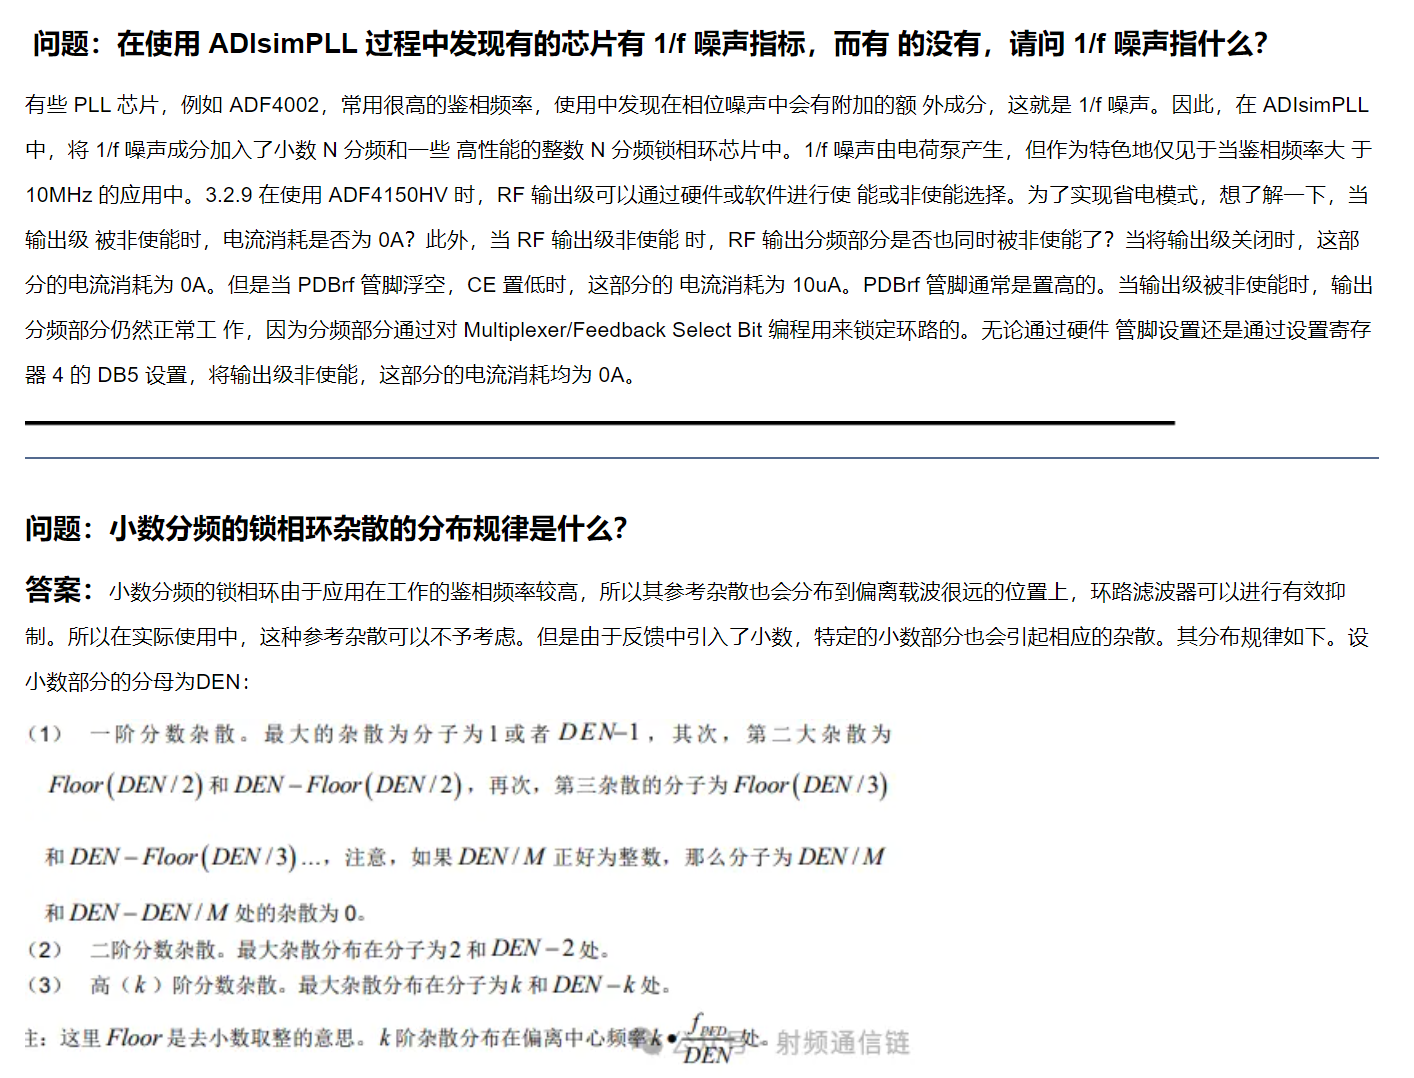 问题：在使用 ADIsimPLL 过程中发现有的芯片有 1/f 噪声指标，而有 的没有，请问 1/f 噪声指什么？
有些 PLL 芯片，例如 ADF4002，常用很高的鉴相频率，使用中发现在相位噪声中会有附加的额 外成分，这就是 1/f 噪声。因此，在 ADIsimPLL
中，将 1/f 噪声成分加入了小数 N 分频和一些 高性能的整数 N 分频锁相环芯片中。1/f 噪声由电荷泵产生，但作为特色地仅见于当鉴相频率大 于
10MHz 的应用中。3.2.9 在使用 ADF4150HV 时，RF 输出级可以通过硬件或软件进行使 能或非使能选择。为了实现省电模式，想了解一下，当
输出级 被非使能时，电流消耗是否为 0A？此外，当 RF 输出级非使能 时，RF 输出分频部分是否也同时被非使能了？当将输出级关闭时，这部
分的电流消耗为 0A。但是当 PDBrf 管脚浮空，CE 置低时，这部分的 电流消耗为 10uA。PDBrf 管脚通常是置高的。当输出级被非使能时，输出
分频部分仍然正常工 作，因为分频部分通过对 Multiplexer/Feedback Select Bit 编程用来锁定环路的。无论通过硬件 管脚设置还是通过设置寄存
器 4 的 DB5 设置，将输出级非使能，这部分的电流消耗均为 0A。
问题：小数分频的锁相环杂散的分布规律是什么？
答案：小数分频的锁相环由于应用在工作的鉴相频率较高，所以其参考杂散也会分布到偏离载波很远的位置上，环路滤波器可以进行有效抑
制。所以在实际使用中，这种参考杂散可以不予考虑。但是由于反馈中引入了小数，特定的小数部分也会引起相应的杂散。其分布规律如下。设
小数部分的分母为DEN：
（1） 一阶分数杂散。最大的杂散为分子为1或者 DEN-1，其次，第二大杂散为
Floor(DEN/2) 和 DEN-Floor(DEN/2)，再次，第三杂散的分子为 Floor(DEN/3)
和 DEN-Floor(DEN/3)…，注意，如果 DEN/M 正好为整数，那么分子为 DEN/M
和 DEN-DEN/M 处的杂散为 0。
（2） 二阶分数杂散。最大杂散分布在分子为2 和 DEN-2 处。
（3） 高（k）阶分数杂散。最大杂散分布在分子为k 和 DEN-k 处。
主：这里 Floor 是去小数取整的意思。k 阶杂散分布在偏离中心频率 k•f_PFD/DEN 处。
公众号 · 射频通信链